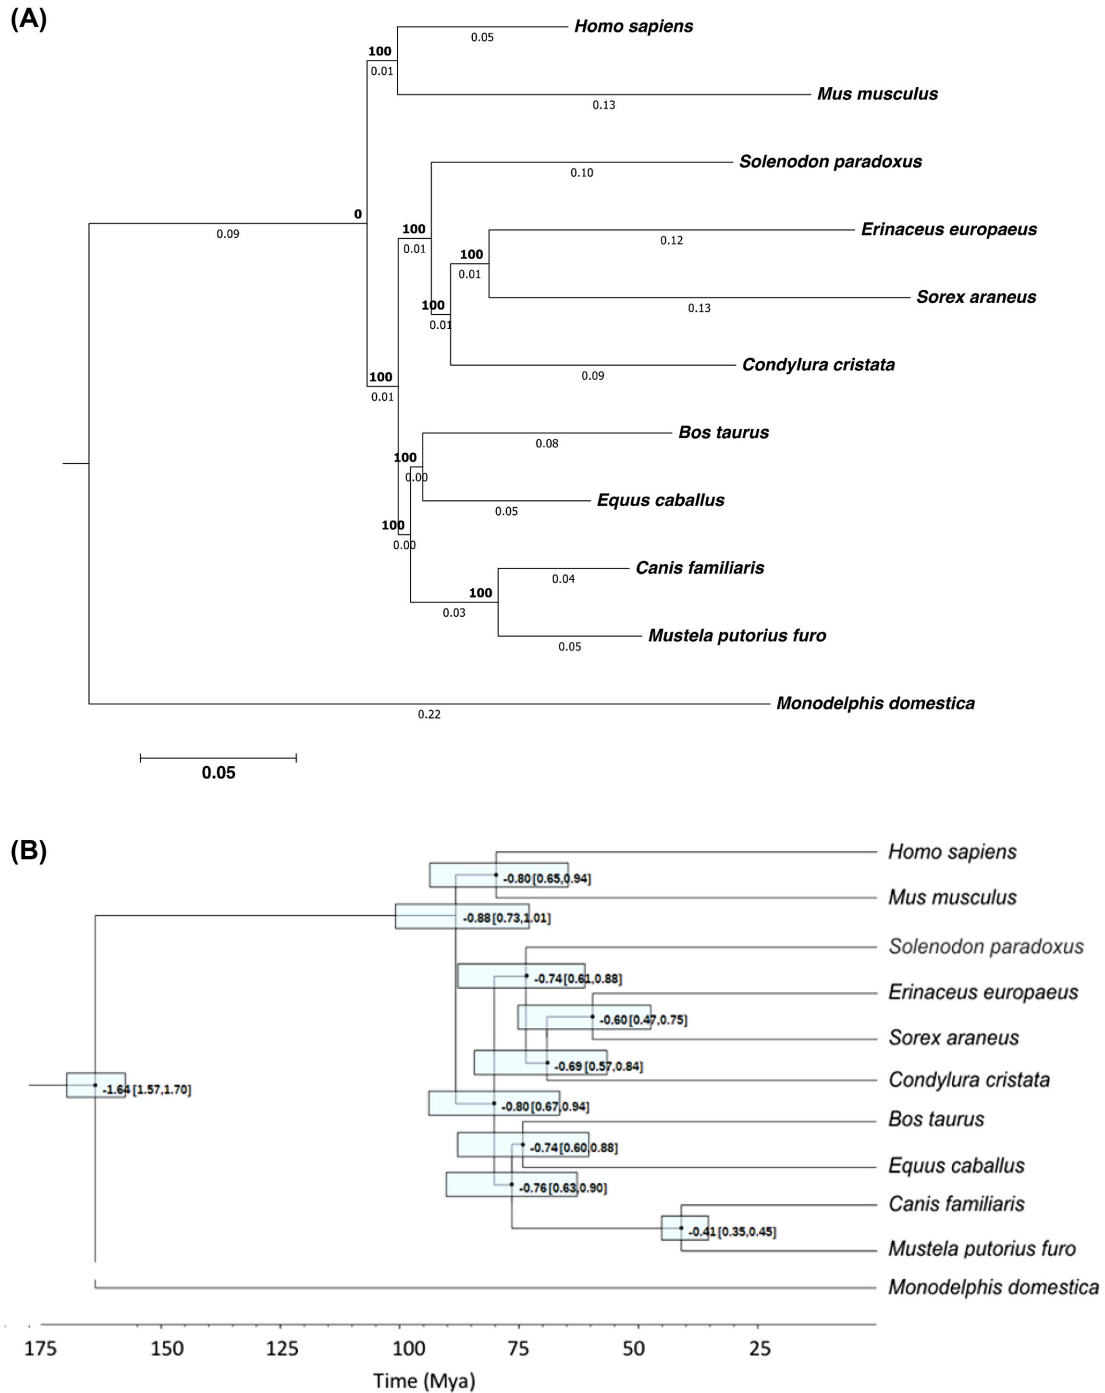 (A)
Homo sapiens
0.05
100
0.01
Mus musculus
0.13
Solenodon paradoxus
0.10
0
0.09
100
0.01
Erinaceus europaeus
0.12
100
0.01
Sorex araneus
0.13
100
0.01
Condylura cristata
0.09
100
0.01
Bos taurus
0.08
100
0.00
Equus caballus
0.05
100
0.00
Canis familiaris
0.04
100
0.03
Mustela putorius furo
0.05
Monodelphis domestica
0.22
0.05
(B)
Homo sapiens
-0.80[0.65,0.94]
Mus musculus
-0.88[0.73,1.01]
Solenodon paradoxus
-0.74[0.61,0.88]
Erinaceus europaeus
-0.60[0.47,0.75]
Sorex araneus
-0.69[0.57,0.84]
Condylura cristata
-1.64[1.57,1.70]
-0.80[0.67,0.94]
Bos taurus
-0.74[0.60,0.88]
Equus caballus
-0.76[0.63,0.90]
Canis familiaris
-0.41[0.35,0.45]
Mustela putorius furo
Monodelphis domestica
175 150 125 100 75 50 25
Time (Mya)